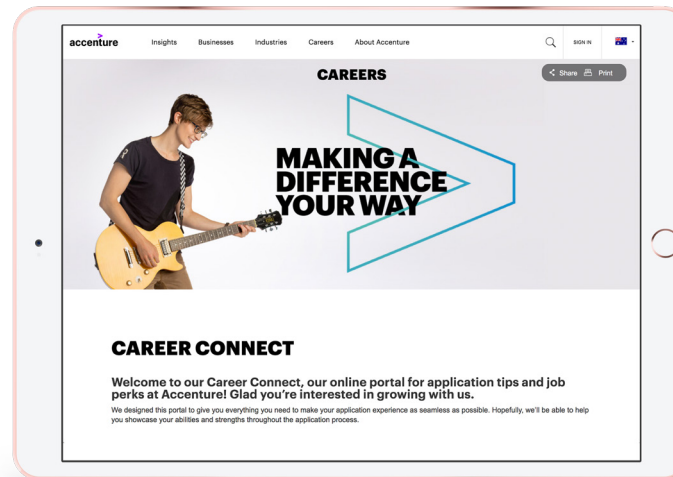 accenture
Insights Businesses Industries Careers About Accenture SIGN IN
Share Print
CAREERS
MAKING A
DIFFERENCE
YOUR WAY
CAREER CONNECT
Welcome to our Career Connect, our online portal for application tips and job
perks at Accenture! Glad you’re interested in growing with us.
We designed this portal to give you everything you need to make your application experience as seamless as possible. Hopefully, we’ll be able to help
you showcase your abilities and strengths throughout the application process.